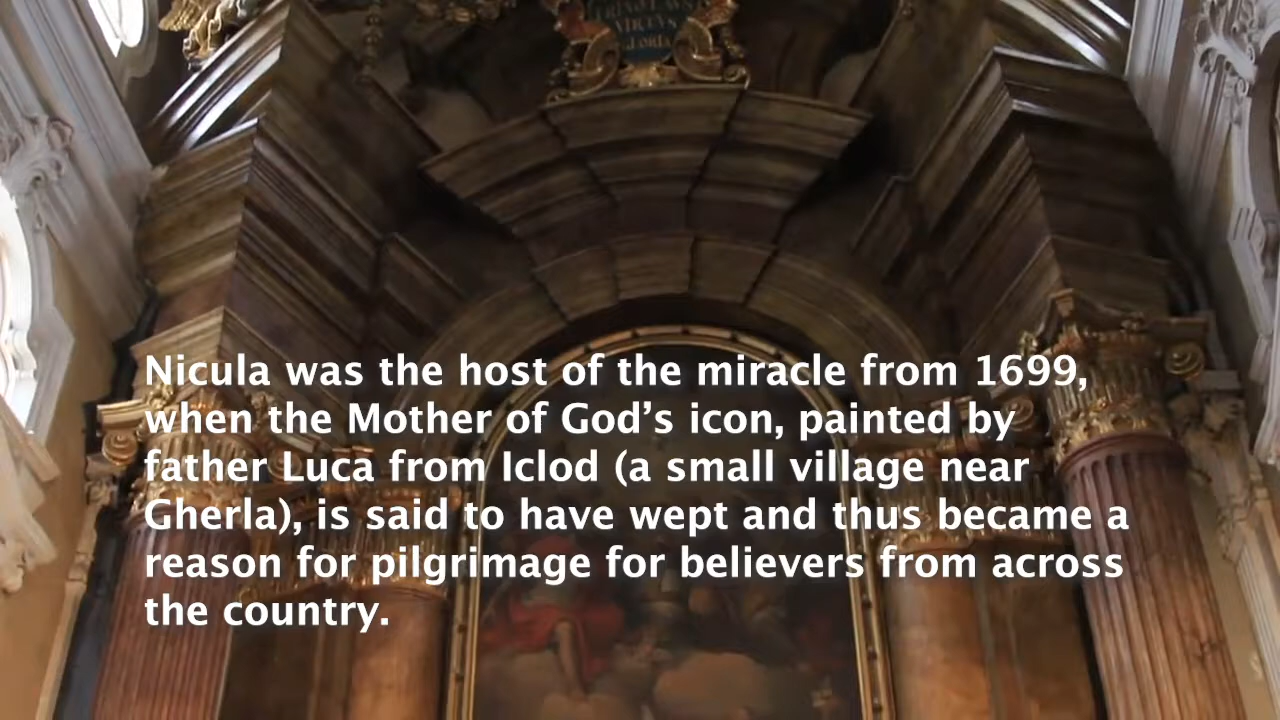 VICTVS
GLORIA
Nicula was the host of the miracle from 1699,
when the Mother of God’s icon, painted by
father Luca from Iclod (a small village near
Gherla), is said to have wept and thus became a
reason for pilgrimage for believers from across
the country.